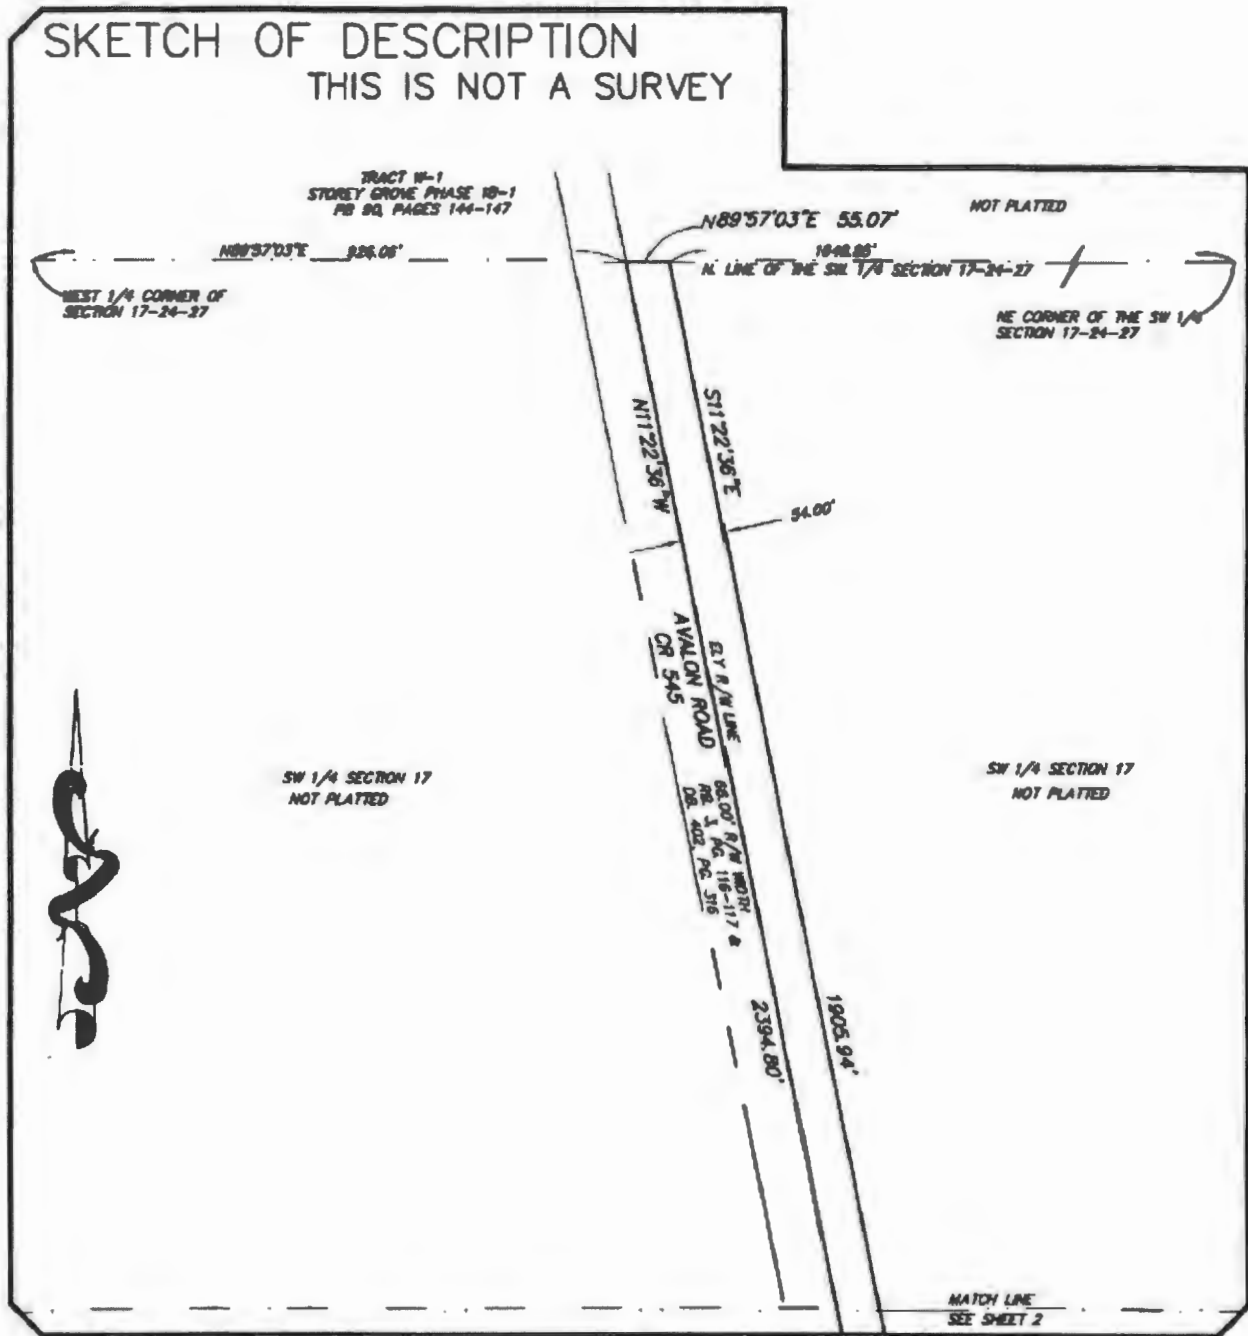 SKETCH OF DESCRIPTION
THIS IS NOT A SURVEY
TRACT W-1
STOREY GROVE PHASE 1B-1
PB 90, PAGES 144-147
NOT PLATTED
N89°57'03"E 55.07'
N89°57'03"E 926.06'
N. LINE OF THE SW 1/4 SECTION 17-24-27
WEST 1/4 CORNER OF
SECTION 17-24-27
NE CORNER OF THE SW 1/4
SECTION 17-24-27
N11°22'36"W
S11°22'36"E
54.00'
ELY R/W LINE
AVALON ROAD
CR 545
66.00' R/W WIDTH
RB. 3, PG. 116-117 &
DB. 402, PG. 316
SW 1/4 SECTION 17
NOT PLATTED
SW 1/4 SECTION 17
NOT PLATTED
2394.80'
1905.94'
MATCH LINE
SEE SHEET 2